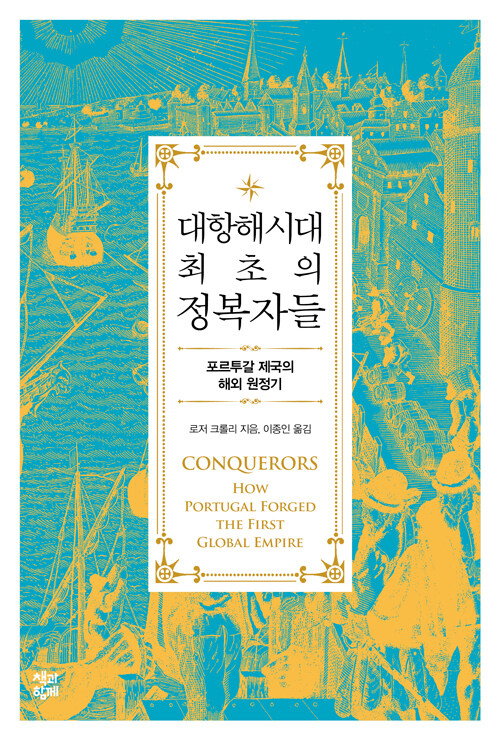 대항해시대
최초의
정복자들
포르투갈 제국의
해외 원정기
로저 크롤리 지음, 이종인 옮김
CONQUERORS
HOW
PORTUGAL FORGED
THE FIRST
GLOBAL EMPIRE
책과
함께